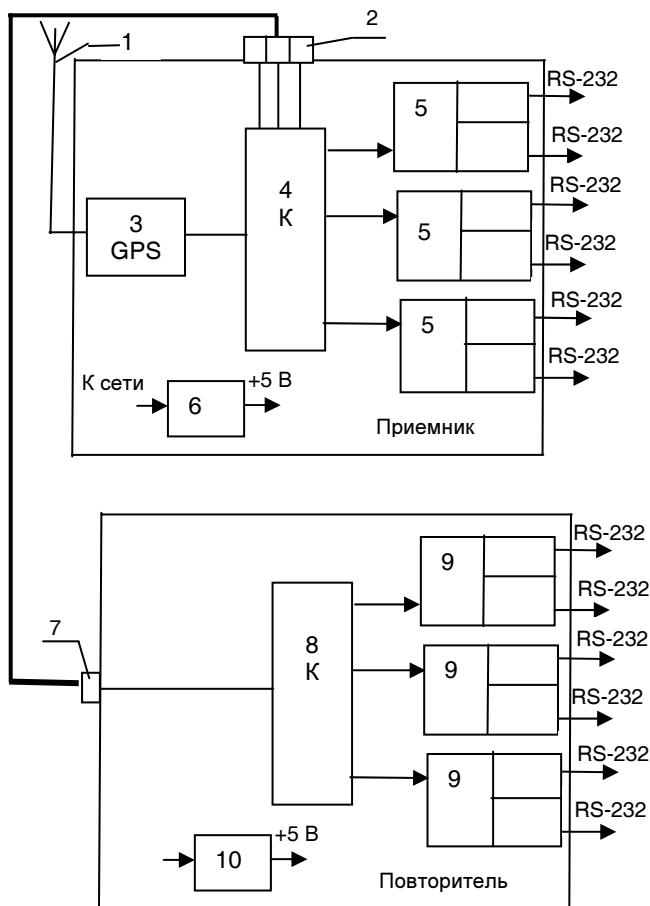 1
2
RS-232
5
RS-232
3
GPS
4
К
RS-232
5
RS-232
RS-232
5
RS-232
К сети
6
+5 В
Приемник
7
8
К
RS-232
9
RS-232
RS-232
9
RS-232
RS-232
9
RS-232
10
+5 В
Повторитель